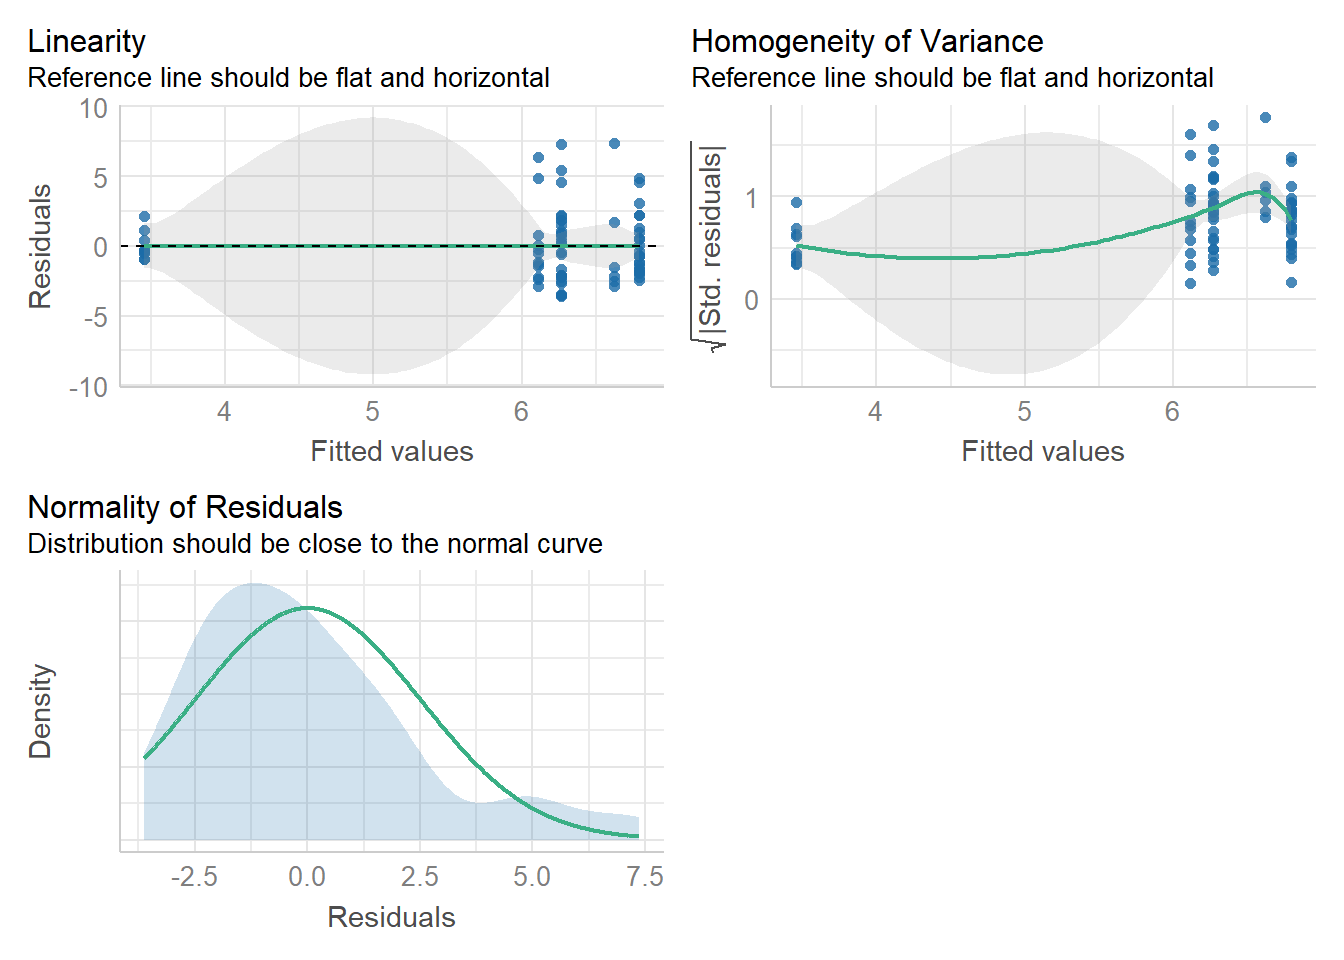 Linearity
Reference line should be flat and horizontal
10
5
0
-5
-10
Residuals
4
5
6
Fitted values
Homogeneity of Variance
Reference line should be flat and horizontal
1
0
√|Std. residuals|
4
5
6
Fitted values
Normality of Residuals
Distribution should be close to the normal curve
Density
-2.5
0.0
2.5
5.0
7.5
Residuals